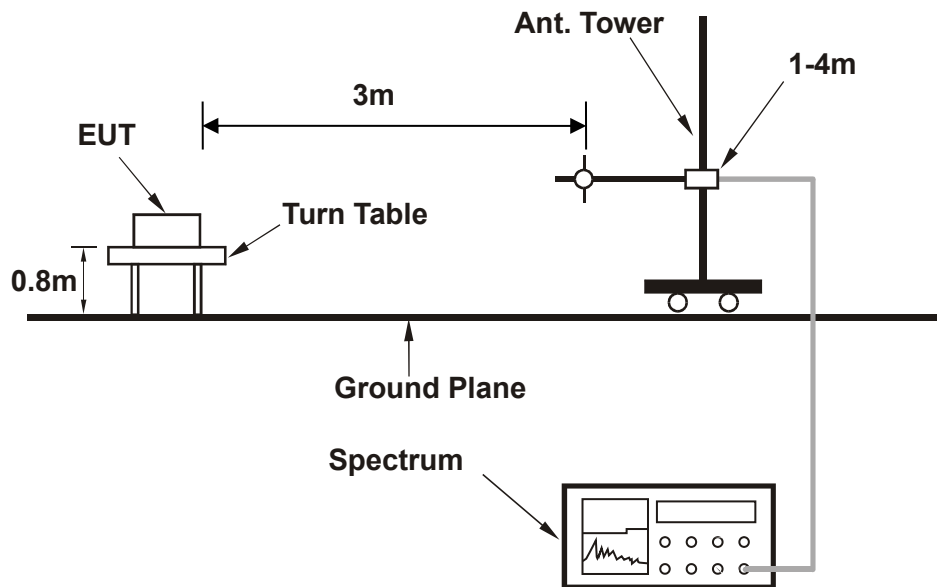 Ant. Tower
1-4m
3m
EUT
Turn Table
0.8m
Ground Plane
Spectrum